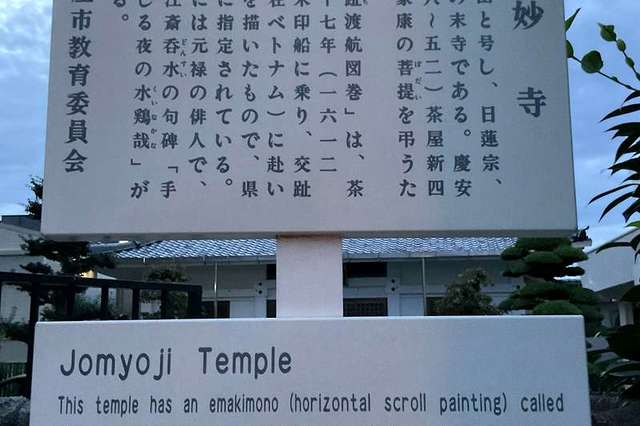 妙寺
と号し、日蓮宗、
の末寺である。慶安
八〜五二）茶屋新四
家康の菩提を弔うた
趾渡航図巻」は、茶
十七年（一六一二
朱印船に乗り、交趾
ベトナム）に赴い
を描いたもので、県
に指定されている。
には元禄の俳人で、
斎呑水の句碑「手
じる夜の水鶏哉」が
る。
市教育委員会
Jomyoji Temple
This temple has an emakimono (horizontal scroll painting) called